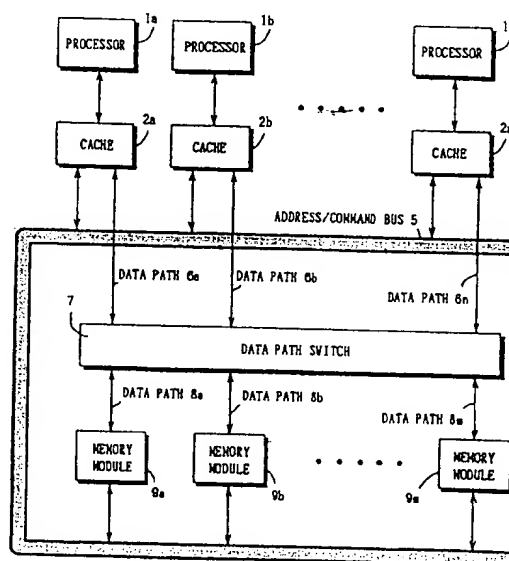 1a
1b
1
PROCESSOR
PROCESSOR
PROCESSOR
2a
2b
2
CACHE
CACHE
CACHE
ADDRESS/COMMAND BUS 5
DATA PATH 6a
DATA PATH 6b
DATA PATH 6n
7
DATA PATH SWITCH
DATA PATH 8a
DATA PATH 8b
DATA PATH 8m
MEMORY
MODULE
MEMORY
MODULE
MEMORY
MODULE
9a
9b
9m